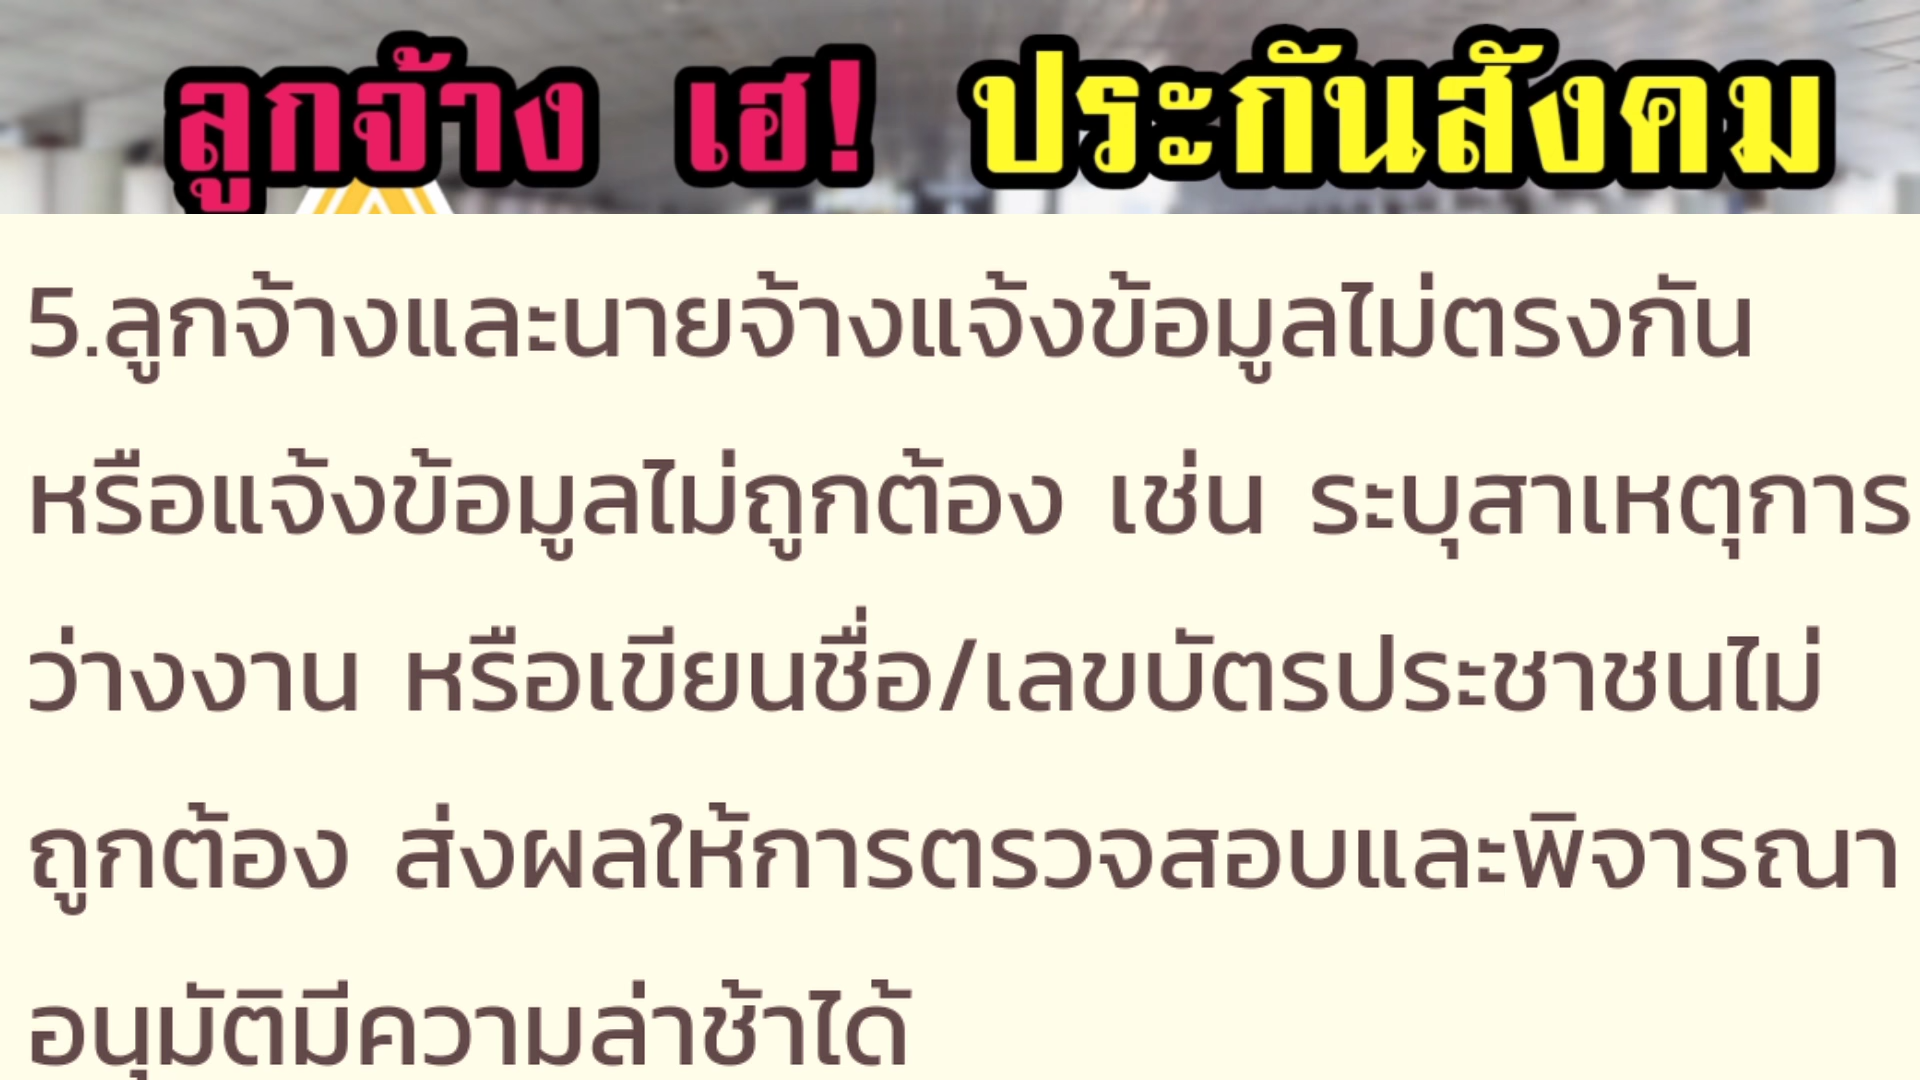 ลูกจ้าง เฮ! ประกันสังคม
5.ลูกจ้างและนายจ้างแจ้งข้อมูลไม่ตรงกัน
หรือแจ้งข้อมูลไม่ถูกต้อง เช่น ระบุสาเหตุการ
ว่างงาน หรือเขียนชื่อ/เลขบัตรประชาชนไม่
ถูกต้อง ส่งผลให้การตรวจสอบและพิจารณา
อนุมัติมีความล่าช้าได้